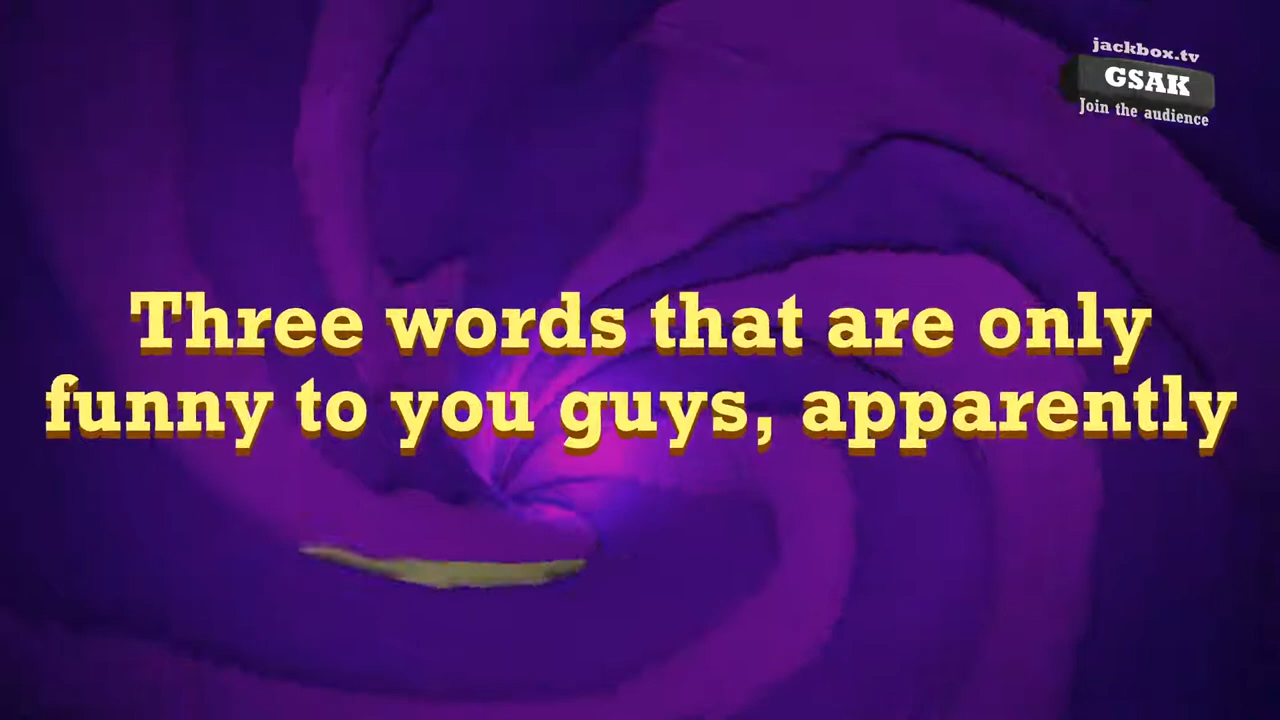 jackbox.tv
GSAK
Join the audience
Three words that are only
funny to you guys, apparently